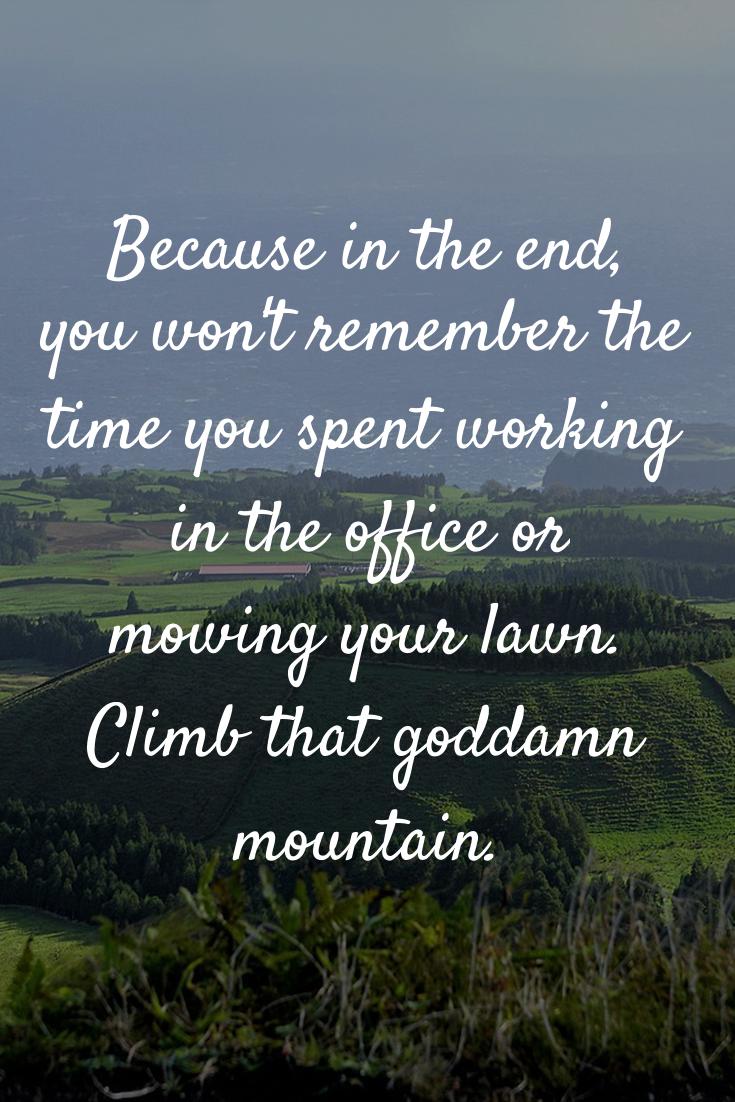 Because in the end,
you won't remember the
time you spent working
in the office or
mowing your lawn.
Climb that goddamn
mountain.